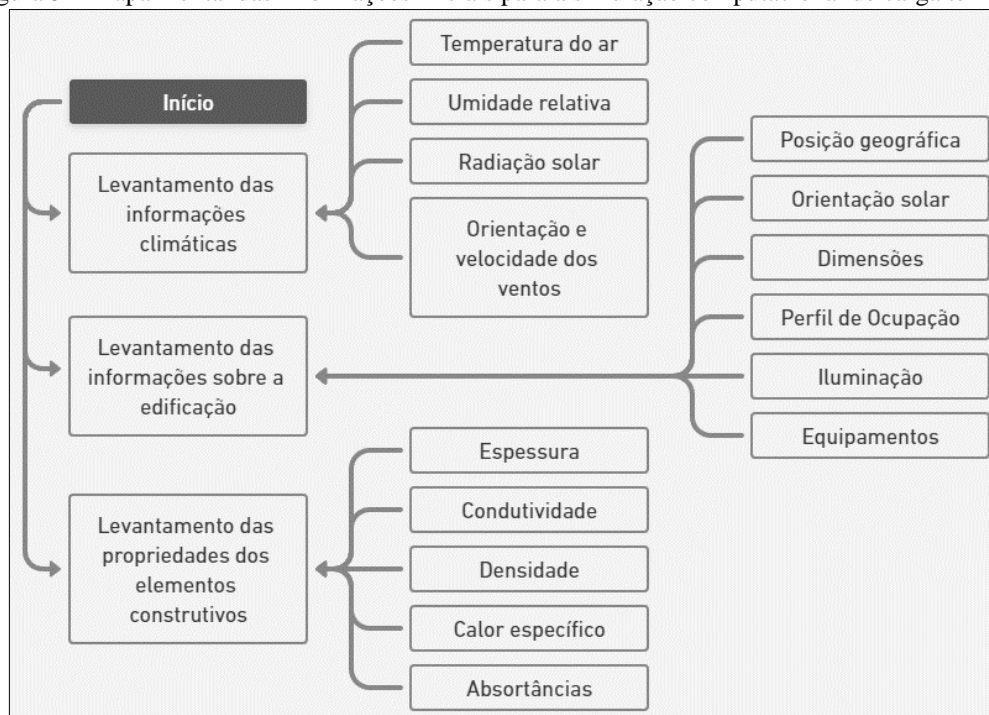 Início
Levantamento das
informações
climáticas
Temperatura do ar
Umidade relativa
Radiação solar
Orientação e
velocidade dos
ventos
Levantamento das
informações sobre a
edificação
Posição geográfica
Orientação solar
Dimensões
Perfil de Ocupação
Iluminação
Equipamentos
Levantamento das
propriedades dos
elementos
construtivos
Espessura
Condutividade
Densidade
Calor específico
Absortâncias